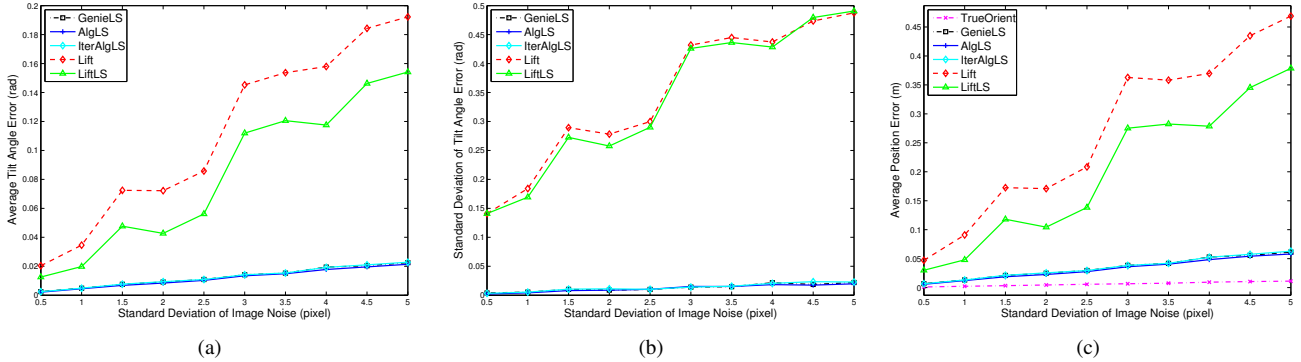 0.2
0.18
0.16
0.14
0.12
0.1
0.08
0.06
0.04
0.02
0
0.5 1 1.5 2 2.5 3 3.5 4 4.5 5
Average Tilt Angle Error (rad)
Standard Deviation of Image Noise (pixel)
GenieLS
AlgLS
IterAlgLS
Lift
LiftLS
(a)
0.5
0.45
0.4
0.35
0.3
0.25
0.2
0.15
0.1
0.05
0
0.5 1 1.5 2 2.5 3 3.5 4 4.5 5
Standard Deviation of Tilt Angle Error (rad)
Standard Deviation of Image Noise (pixel)
GenieLS
AlgLS
IterAlgLS
Lift
LiftLS
(b)
0.45
0.4
0.35
0.3
0.25
0.2
0.15
0.1
0.05
0
0.5 1 1.5 2 2.5 3 3.5 4 4.5 5
Average Position Error (m)
Standard Deviation of Image Noise (pixel)
TrueOrient
GenieLS
AlgLS
IterAlgLS
Lift
LiftLS
(c)